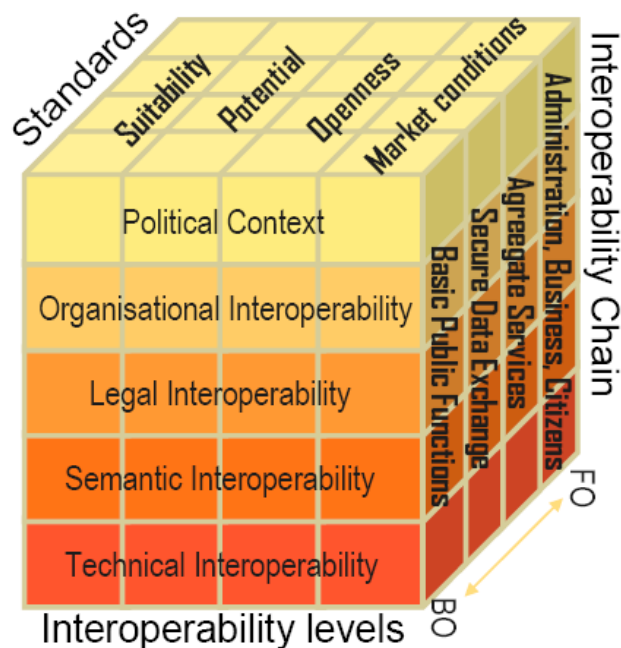 Standards
Suitability
Potential
Openness
Market conditions
Interoperability Chain
Political Context
Organisational Interoperability
Legal Interoperability
Semantic Interoperability
Technical Interoperability
Basic Public Functions
Secure Data Exchange
Agreegate Services
Administration, Business, Citizens
FO
BO
Interoperability levels